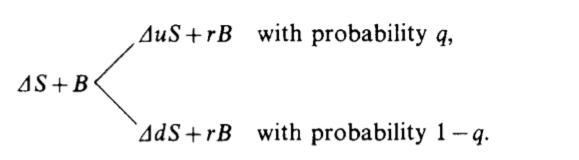 ΔuS + rB with probability q,
ΔS + B
ΔdS + rB with probability 1 − q.